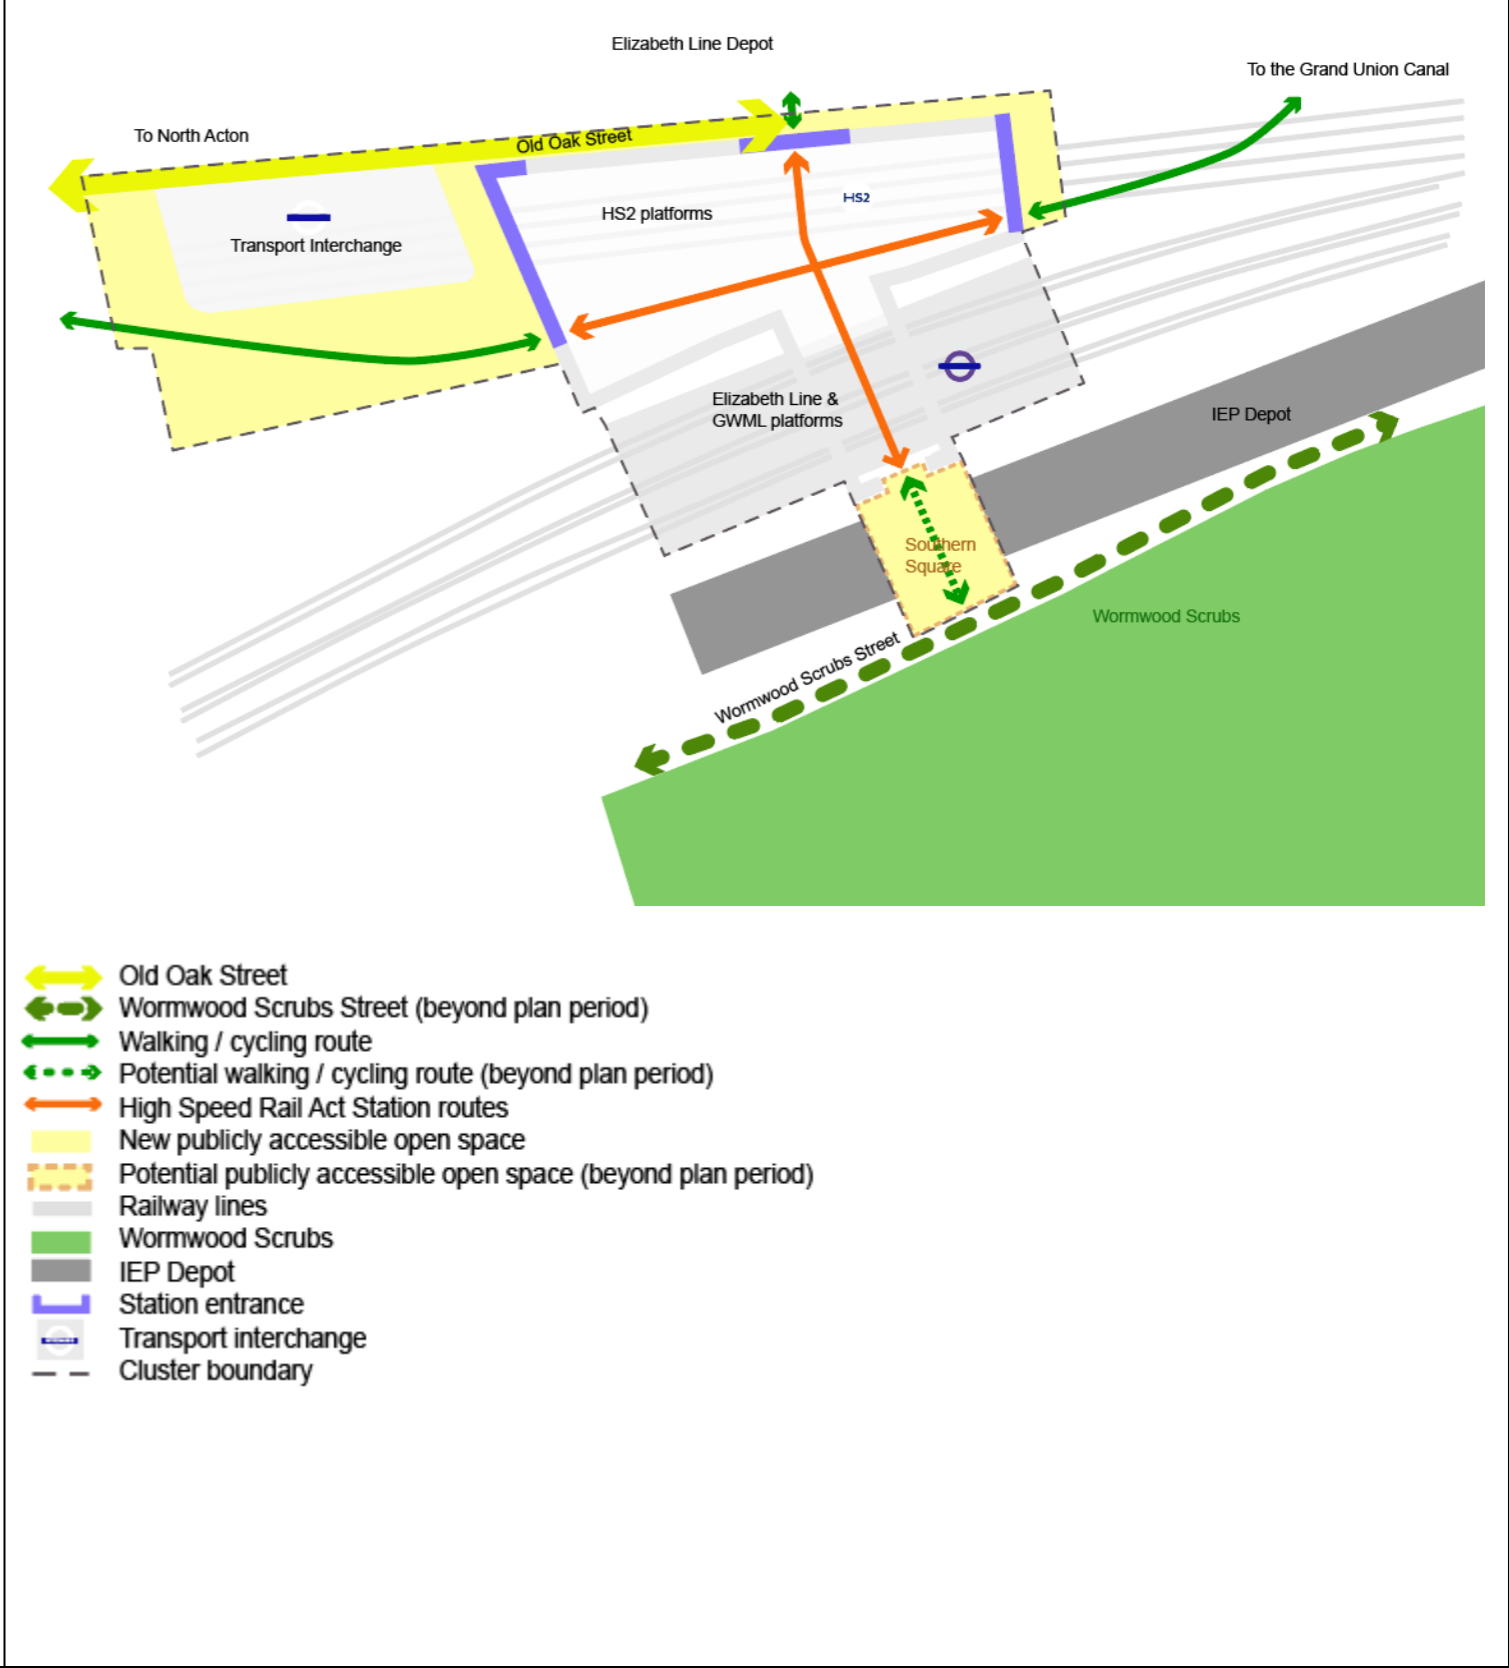 Elizabeth Line Depot
To the Grand Union Canal
To North Acton
Old Oak Street
HS2
HS2 platforms
Transport Interchange
Elizabeth Line &
GWML platforms
IEP Depot
Southern
Square
Wormwood Scrubs
Wormwood Scrubs Street
Old Oak Street
Wormwood Scrubs Street (beyond plan period)
Walking / cycling route
Potential walking / cycling route (beyond plan period)
High Speed Rail Act Station routes
New publicly accessible open space
Potential publicly accessible open space (beyond plan period)
Railway lines
Wormwood Scrubs
IEP Depot
Station entrance
Transport interchange
Cluster boundary